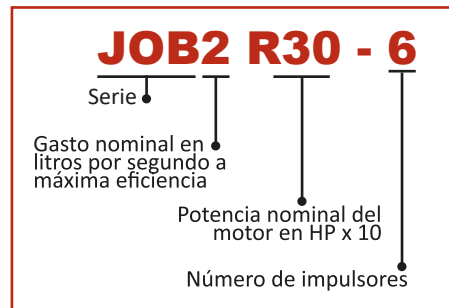 JOB2 R30 - 6
Serie
Gasto nominal en
litros por segundo a
máxima eficiencia
Potencia nominal del
motor en HP x 10
Número de impulsores